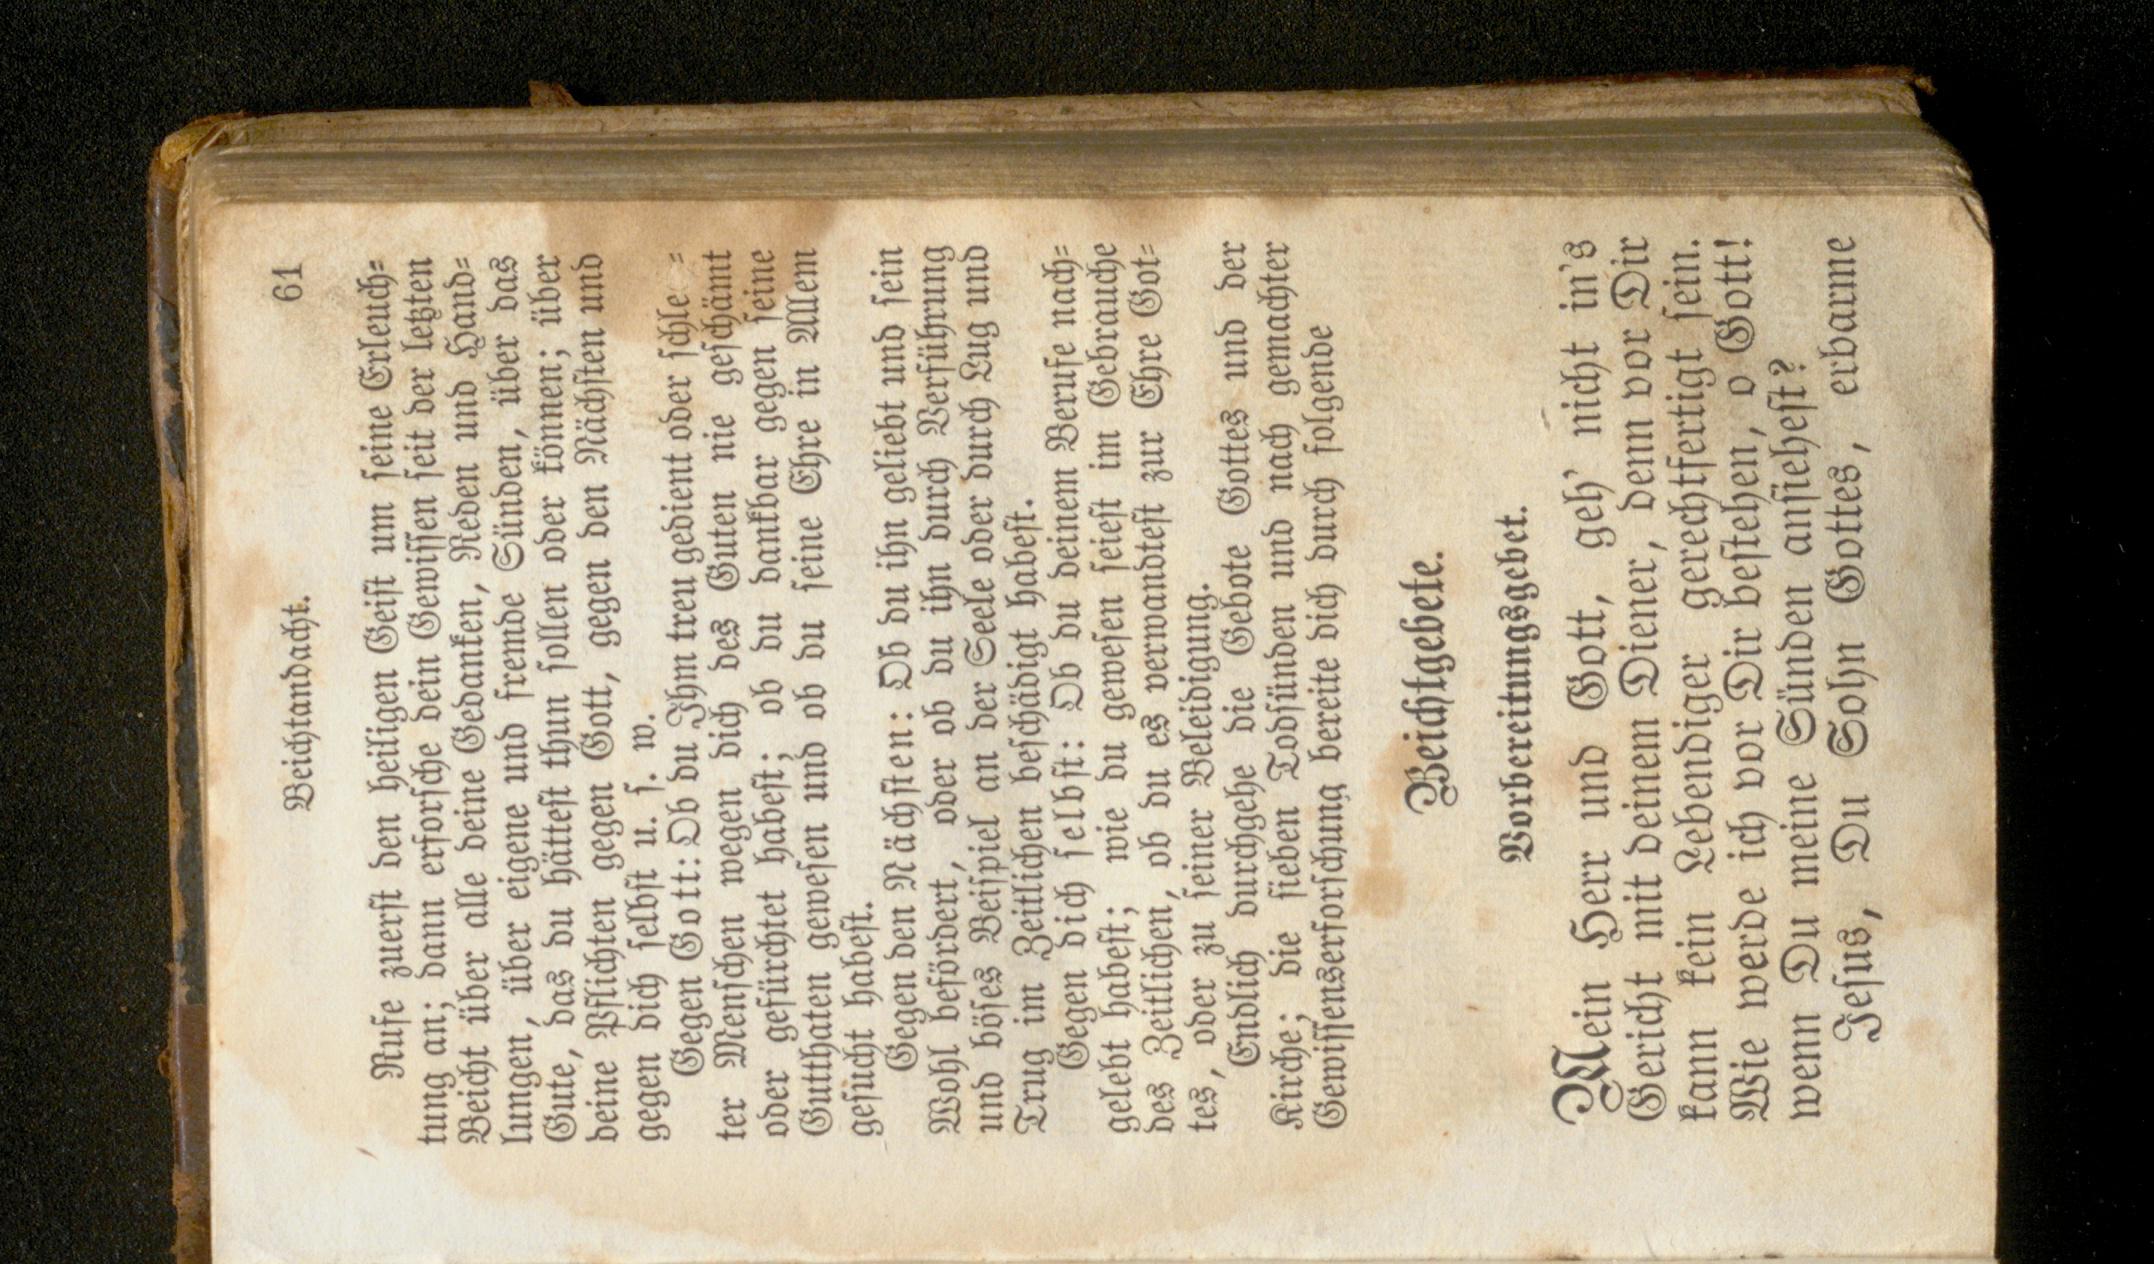 Beichtandacht. 61
Rufe zuerst den heiligen Geist um seine Erleuch-
tung an; dann erforsche dein Gewissen seit der letzten
Beicht über alle deine Gedanken, Reden und Hand-
lungen, über eigene und fremde Sünden, über das
Gute, das du hättest thun sollen oder können; über
deine Pflichten gegen Gott, gegen den Nächsten und
gegen dich selbst u. s. w.
Gegen Gott: Ob du Ihm treu gedient oder schle-
ter Menschen wegen dich des Guten nie geschämt
oder gefürchtet habest; ob du dankbar gegen seine
Gutthaten gewesen und ob du seine Ehre in Allem
gesucht habest.
Gegen den Nächsten: Ob du ihn geliebt und sein
Wohl befördert, oder ob du ihn durch Verführung
und böses Beispiel an der Seele oder durch Lug und
Trug im Zeitlichen beschädigt habest.
Gegen dich selbst: Ob du deinem Berufe nach-
gelebt habest; wie du gewesen seiest im Gebrauche
des Zeitlichen, ob du es verwandtest zur Ehre Got-
tes, oder zu seiner Beleidigung.
Endlich durchgehe die Gebote Gottes und der
Kirche; die sieben Todsünden und nach gemachter
Gewissenserforschung bereite dich durch folgende
Beichtgebete.
Vorbereitungsgebet.
Mein Herr und Gott, geh' nicht in's
Gericht mit deinem Diener, denn vor Dir
kann kein Lebendiger gerechtfertigt sein.
Wie werde ich vor Dir bestehen, o Gott!
wenn Du meine Sünden ansiehest?
Jesus, Du Sohn Gottes, erbarme